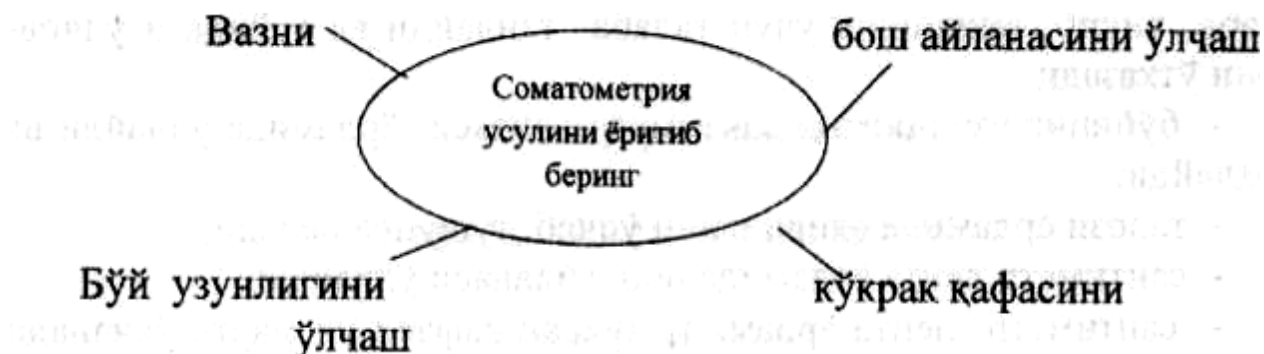 Вазни
бош айланасини ўлчаш
Соматометрия
усулини ёритиб
беринг
Бўй узунлигини
ўлчаш
кўкрак қафасини